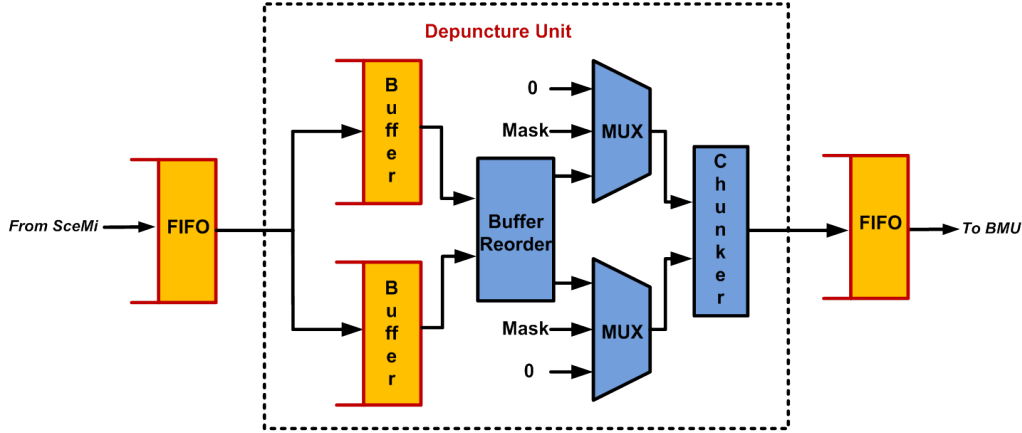 Depuncture Unit
Buffer
0
Mask
MUX
Chunker
From SceMi
FIFO
Buffer
Reorder
FIFO
To BMU
Buffer
Mask
MUX
0